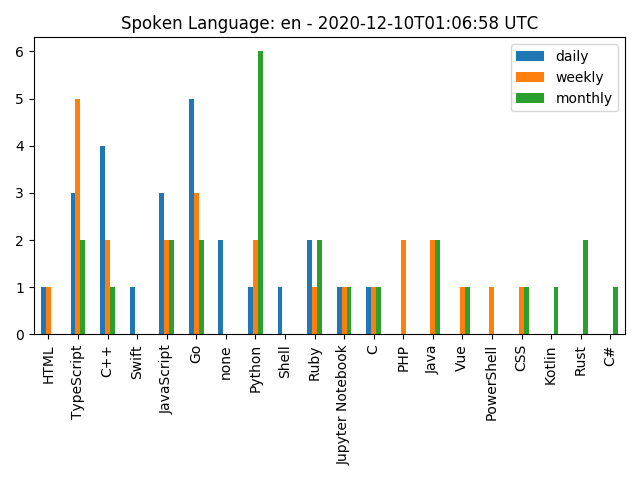 Spoken Language: en - 2020-12-10T01:06:58 UTC
daily
weekly
monthly
6
5
4
3
2
1
0
HTML
TypeScript
C++
Swift
JavaScript
Go
none
Python
Shell
Ruby
Jupyter Notebook
C
PHP
Java
Vue
PowerShell
CSS
Kotlin
Rust
C#